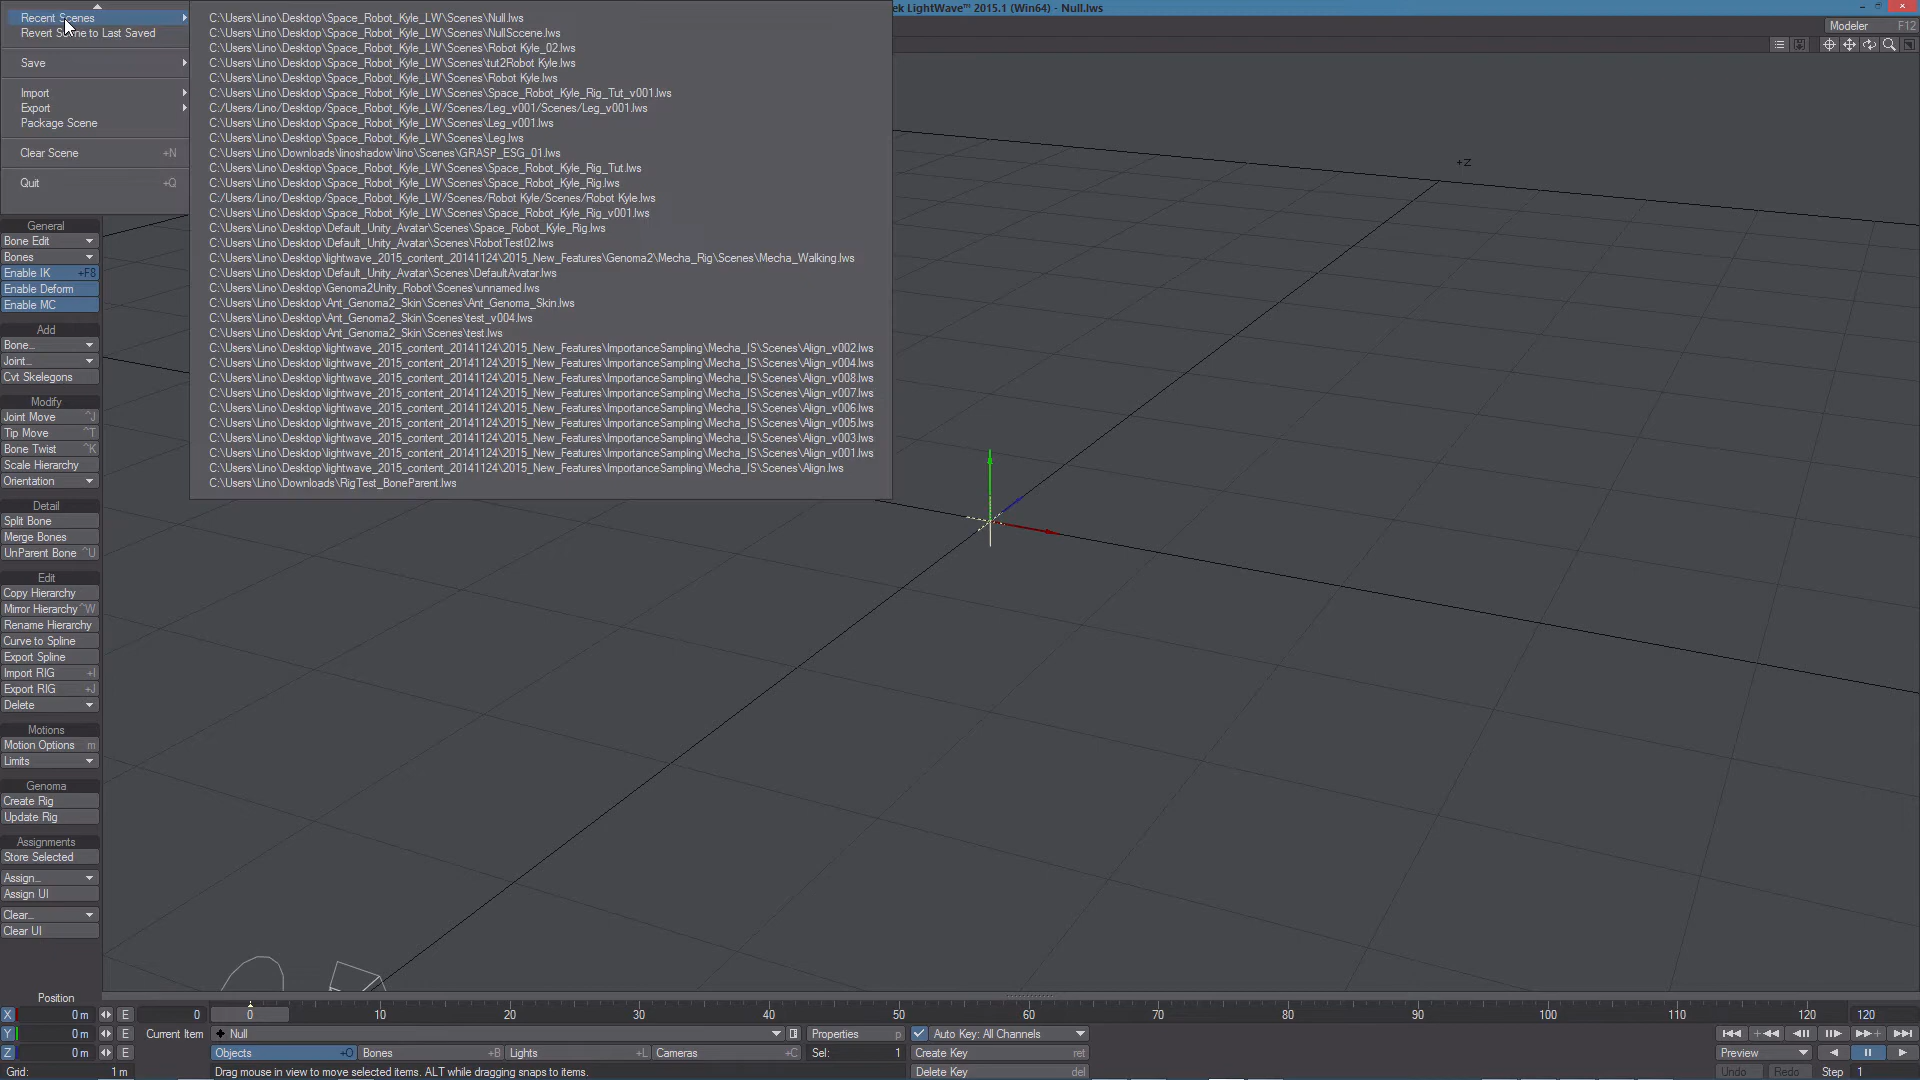 ek LightWave™ 2015.1 (Win64) - Null.lws
Modeler F12
Recent Scenes
Revert Scene to Last Saved
Save
Import
Export
Package Scene
Clear Scene +N
Quit +Q
C:\Users\Lino\Desktop\Space_Robot_Kyle_LW\Scenes\Null.lws
C:\Users\Lino\Desktop\Space_Robot_Kyle_LW\Scenes\NullSccene.lws
C:\Users\Lino\Desktop\Space_Robot_Kyle_LW\Scenes\Robot Kyle_02.lws
C:\Users\Lino\Desktop\Space_Robot_Kyle_LW\Scenes\tut2Robot Kyle.lws
C:\Users\Lino\Desktop\Space_Robot_Kyle_LW\Scenes\Robot Kyle.lws
C:\Users\Lino\Desktop\Space_Robot_Kyle_LW\Scenes\Space_Robot_Kyle_Rig_Tut_v001.lws
C:/Users/Lino/Desktop/Space_Robot_Kyle_LW/Scenes/Leg_v001/Scenes/Leg_v001.lws
C:\Users\Lino\Desktop\Space_Robot_Kyle_LW\Scenes\Leg_v001.lws
C:\Users\Lino\Desktop\Space_Robot_Kyle_LW\Scenes\Leg.lws
C:\Users\Lino\Downloads\linoshadow\lino\Scenes\GRASP_ESG_01.lws
C:\Users\Lino\Desktop\Space_Robot_Kyle_LW\Scenes\Space_Robot_Kyle_Rig_Tut.lws
C:\Users\Lino\Desktop\Space_Robot_Kyle_LW\Scenes\Space_Robot_Kyle_Rig.lws
C:/Users/Lino/Desktop/Space_Robot_Kyle_LW/Scenes/Robot Kyle/Scenes/Robot Kyle.lws
C:\Users\Lino\Desktop\Space_Robot_Kyle_LW\Scenes\Space_Robot_Kyle_Rig_v001.lws
C:\Users\Lino\Desktop\Default_Unity_Avatar\Scenes\Space_Robot_Kyle_Rig.lws
C:\Users\Lino\Desktop\Default_Unity_Avatar\Scenes\RobotTest02.lws
C:\Users\Lino\Desktop\lightwave_2015_content_20141124\2015_New_Features\Genoma2\Mecha_Rig\Scenes\Mecha_Walking.lws
C:\Users\Lino\Desktop\Default_Unity_Avatar\Scenes\DefaultAvatar.lws
C:\Users\Lino\Desktop\Genoma2Unity_Robot\Scenes\unnamed.lws
C:\Users\Lino\Desktop\Ant_Genoma2_Skin\Scenes\Ant_Genoma_Skin.lws
C:\Users\Lino\Desktop\Ant_Genoma2_Skin\Scenes\test_v004.lws
C:\Users\Lino\Desktop\Ant_Genoma2_Skin\Scenes\test.lws
C:\Users\Lino\Desktop\lightwave_2015_content_20141124\2015_New_Features\ImportanceSampling\Mecha_IS\Scenes\Align_v002.lws
C:\Users\Lino\Desktop\lightwave_2015_content_20141124\2015_New_Features\ImportanceSampling\Mecha_IS\Scenes\Align_v004.lws
C:\Users\Lino\Desktop\lightwave_2015_content_20141124\2015_New_Features\ImportanceSampling\Mecha_IS\Scenes\Align_v008.lws
C:\Users\Lino\Desktop\lightwave_2015_content_20141124\2015_New_Features\ImportanceSampling\Mecha_IS\Scenes\Align_v007.lws
C:\Users\Lino\Desktop\lightwave_2015_content_20141124\2015_New_Features\ImportanceSampling\Mecha_IS\Scenes\Align_v006.lws
C:\Users\Lino\Desktop\lightwave_2015_content_20141124\2015_New_Features\ImportanceSampling\Mecha_IS\Scenes\Align_v005.lws
C:\Users\Lino\Desktop\lightwave_2015_content_20141124\2015_New_Features\ImportanceSampling\Mecha_IS\Scenes\Align_v003.lws
C:\Users\Lino\Desktop\lightwave_2015_content_20141124\2015_New_Features\ImportanceSampling\Mecha_IS\Scenes\Align_v001.lws
C:\Users\Lino\Desktop\lightwave_2015_content_20141124\2015_New_Features\ImportanceSampling\Mecha_IS\Scenes\Align.lws
C:\Users\Lino\Downloads\RigTest_BoneParent.lws
+Z
General
Bone Edit
Bones
Enable IK +F8
Enable Deform
Enable MC
Add
Bone...
Joint...
Cvt Skelegons
Modify
Joint Move ^J
Tip Move ^T
Bone Twist ^K
Scale Hierarchy
Orientation
Detail
Split Bone
Merge Bones
UnParent Bone ^U
Edit
Copy Hierarchy
Mirror Hierarchy ^W
Rename Hierarchy
Curve to Spline
Export Spline
Import RIG +I
Export RIG +J
Delete
Motions
Motion Options m
Limits
Genoma
Create Rig
Update Rig
Assignments
Store Selected
Assign...
Assign UI
Clear...
Clear UI
Position
X 0 m E 0 0 10 20 30 40 50 60 70 80 90 100 110 120 120
Y 0 m E Current Item Null Properties p Auto Key: All Channels
Z 0 m E Objects +O Bones +B Lights +L Cameras +C Sel: 1 Create Key ret Preview
Grid: 1 m Drag mouse in view to move selected items. ALT while dragging snaps to items. Delete Key del Undo Redo Step 1